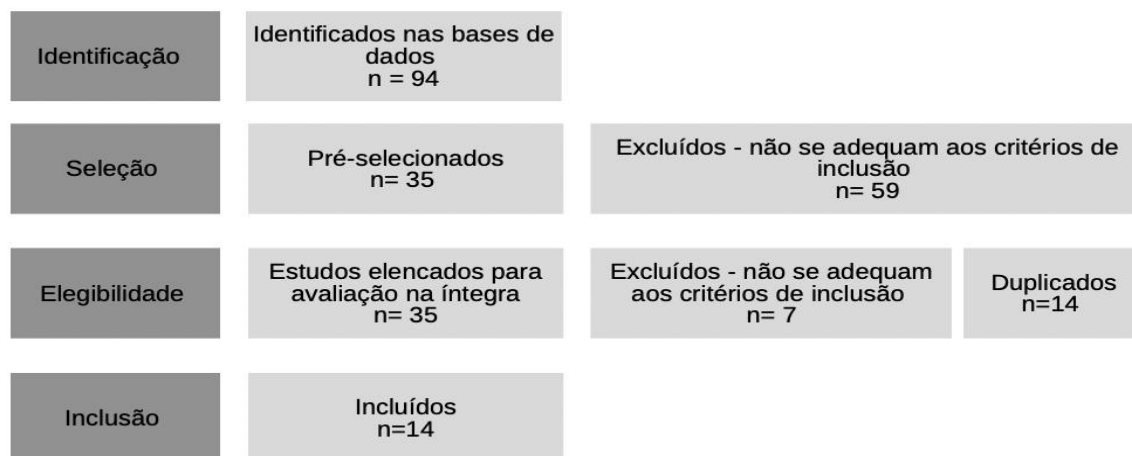 Identificação
Identificados nas bases de
dados
n = 94
Seleção
Pré-selecionados
n= 35
Excluídos - não se adequam aos critérios de
inclusão
n= 59
Elegibilidade
Estudos elencados para
avaliação na íntegra
n= 35
Excluídos - não se adequam
aos critérios de inclusão
n= 7
Duplicados
n=14
Inclusão
Incluídos
n=14